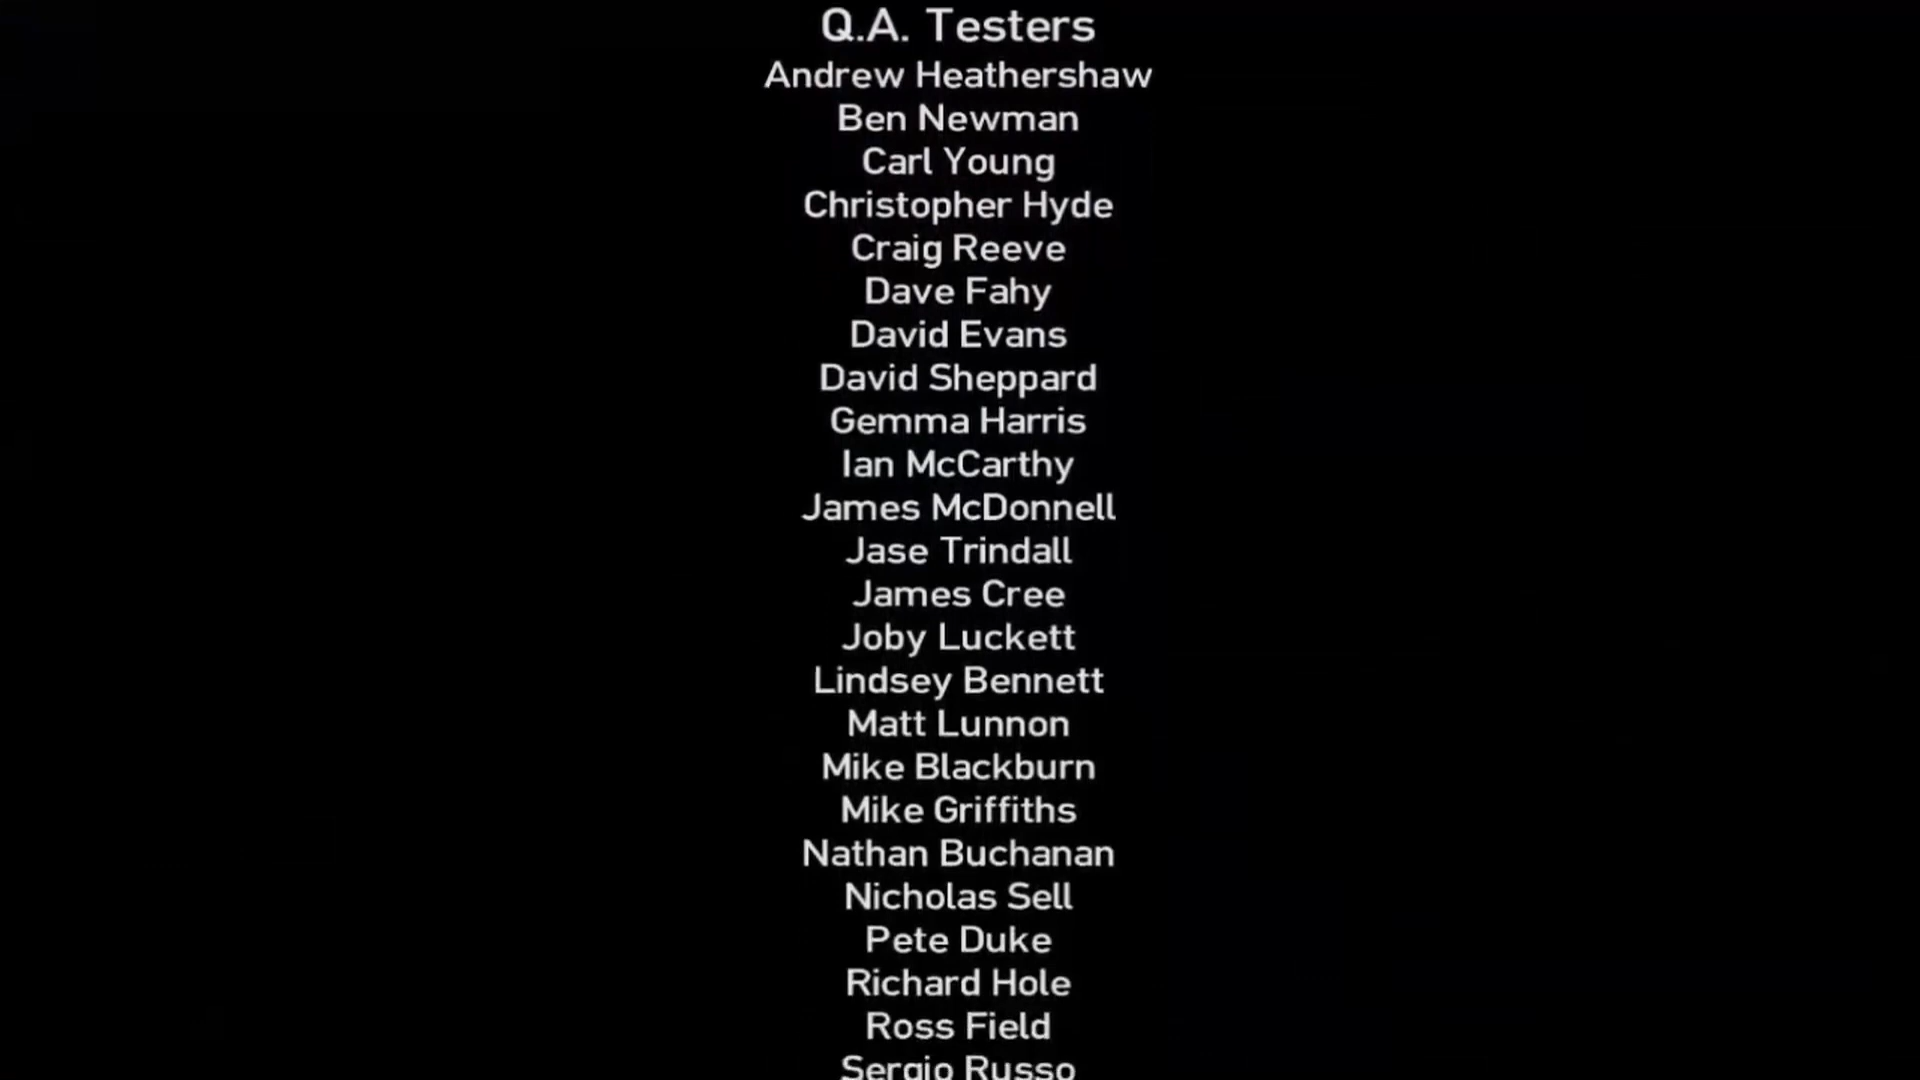 Q.A. Testers
Andrew Heathershaw
Ben Newman
Carl Young
Christopher Hyde
Craig Reeve
Dave Fahy
David Evans
David Sheppard
Gemma Harris
Ian McCarthy
James McDonnell
Jase Trindall
James Cree
Joby Luckett
Lindsey Bennett
Matt Lunnon
Mike Blackburn
Mike Griffiths
Nathan Buchanan
Nicholas Sell
Pete Duke
Richard Hole
Ross Field
Sergio Russo